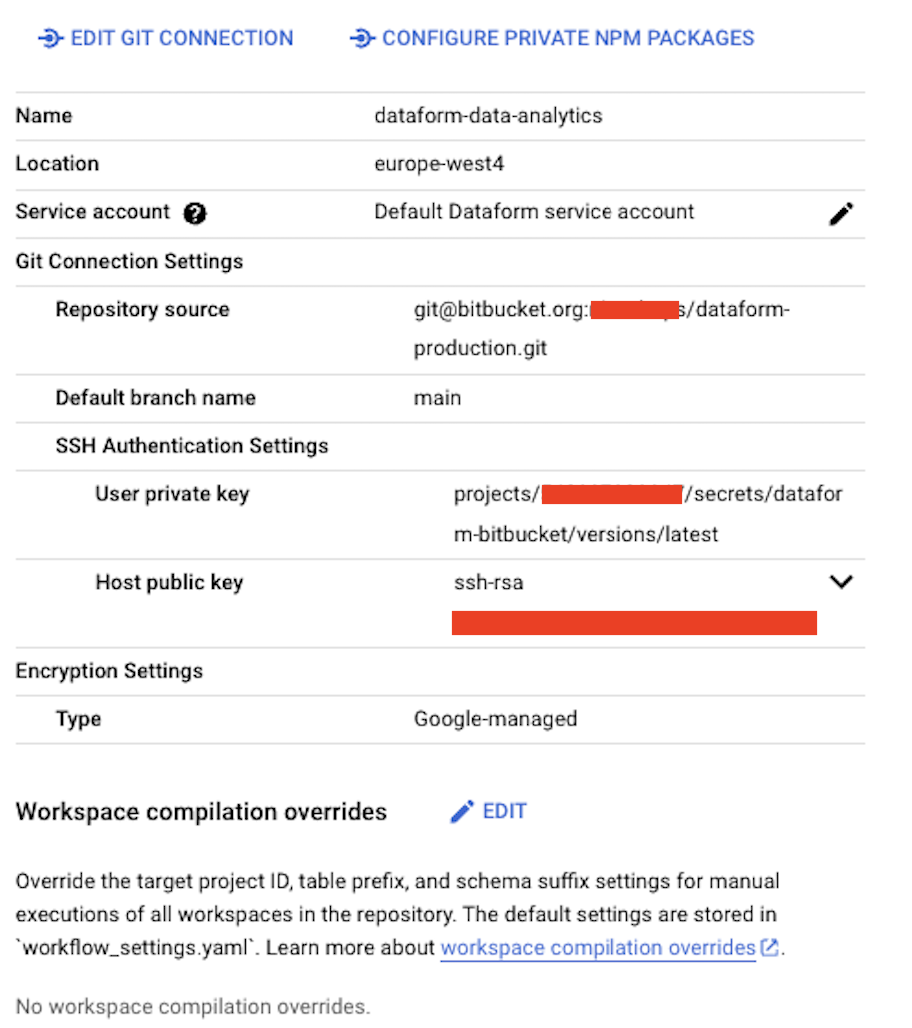 EDIT GIT CONNECTION CONFIGURE PRIVATE NPM PACKAGES
Name dataform-data-analytics
Location europe-west4
Service account Default Dataform service account
Git Connection Settings
Repository source git@bitbucket.org: s/dataform-
production.git
Default branch name main
SSH Authentication Settings
User private key projects/ /secrets/datafor
m-bitbucket/versions/latest
Host public key ssh-rsa
Encryption Settings
Type Google-managed
Workspace compilation overrides EDIT
Override the target project ID, table prefix, and schema suffix settings for manual
executions of all workspaces in the repository. The default settings are stored in
`workflow_settings.yaml`. Learn more about workspace compilation overrides.
No workspace compilation overrides.